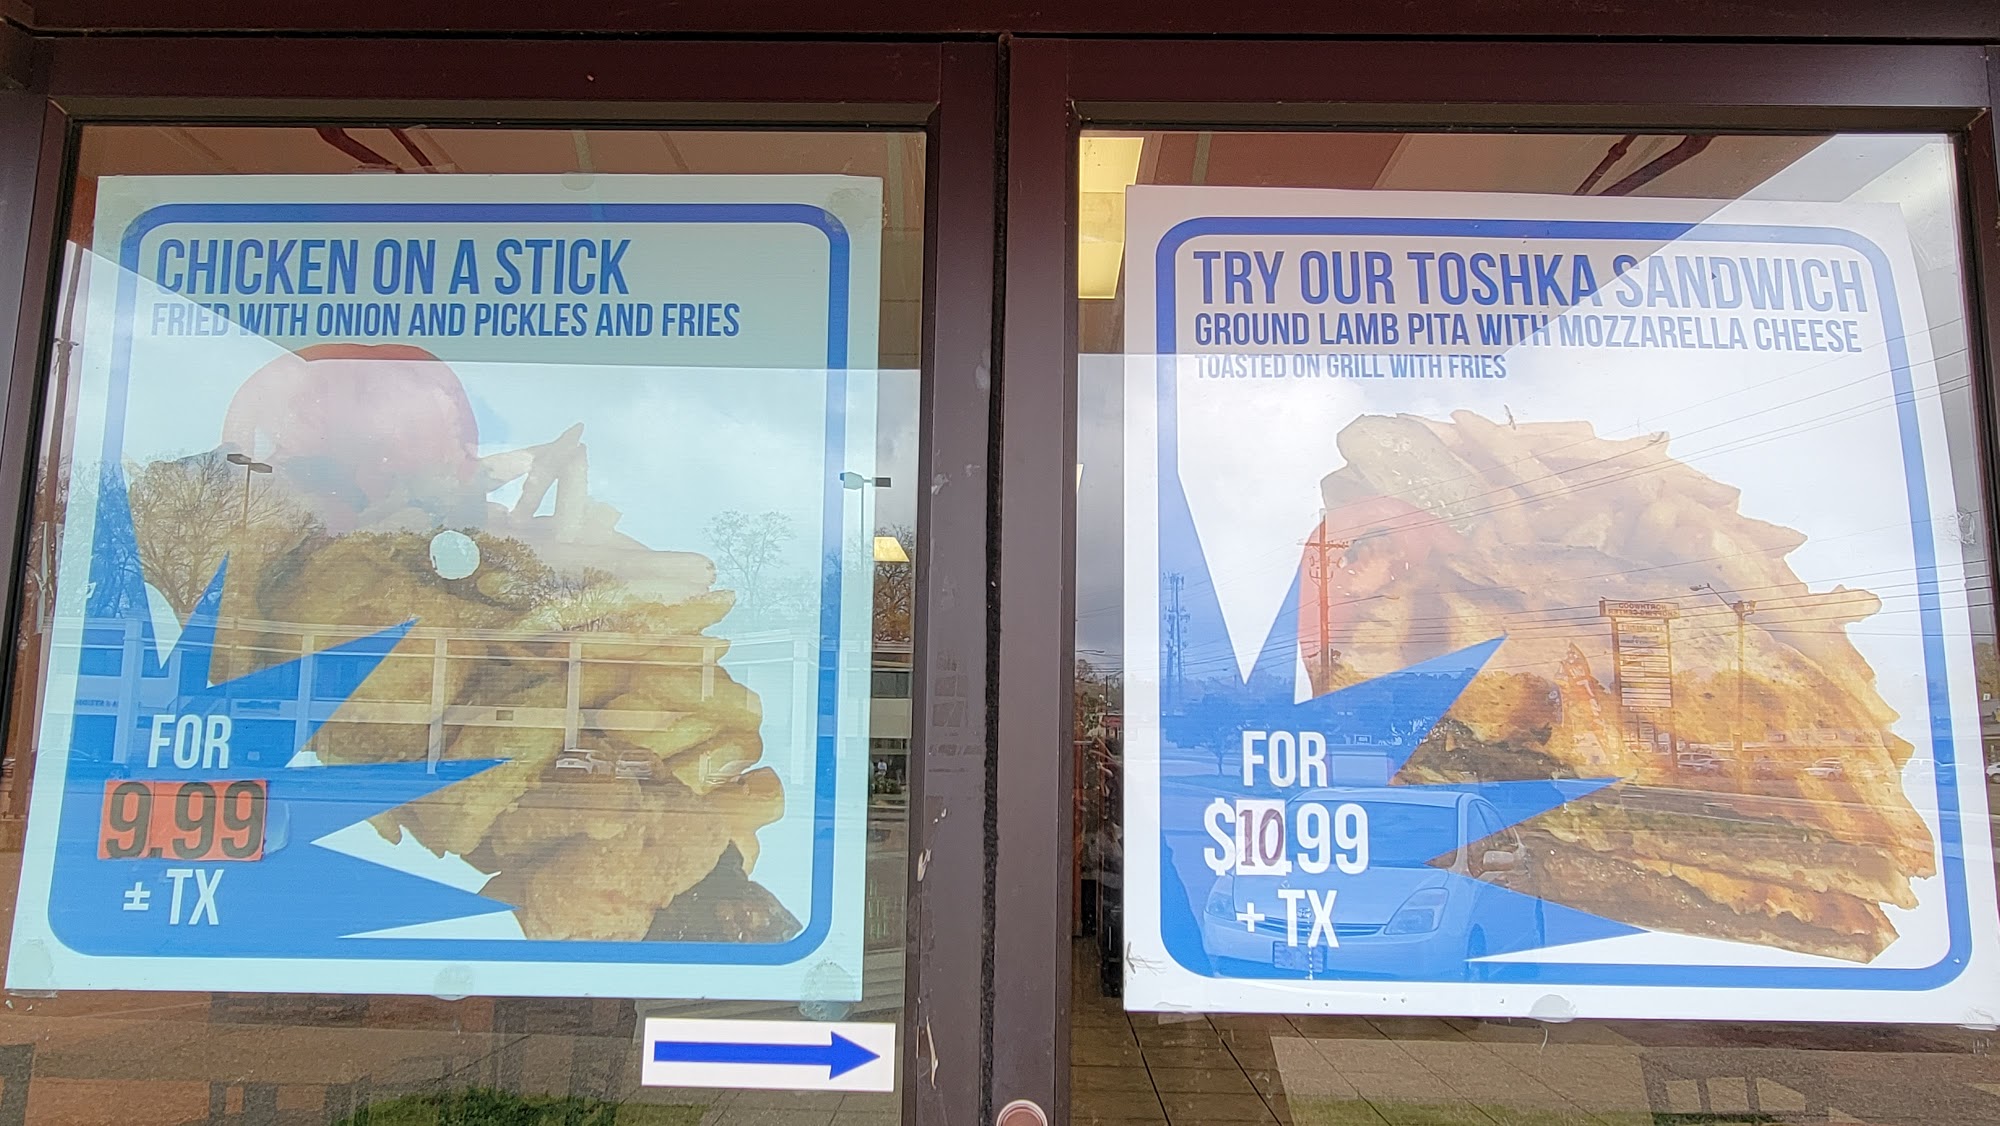 CHICKEN ON A STICK
FRIED WITH ONION AND PICKLES AND FRIES
FOR
9.99
± TX
TRY OUR TOSHKA SANDWICH
GROUND LAMB PITA WITH MOZZARELLA CHEESE
TOASTED ON GRILL WITH FRIES
FOR
$10.99
+ TX